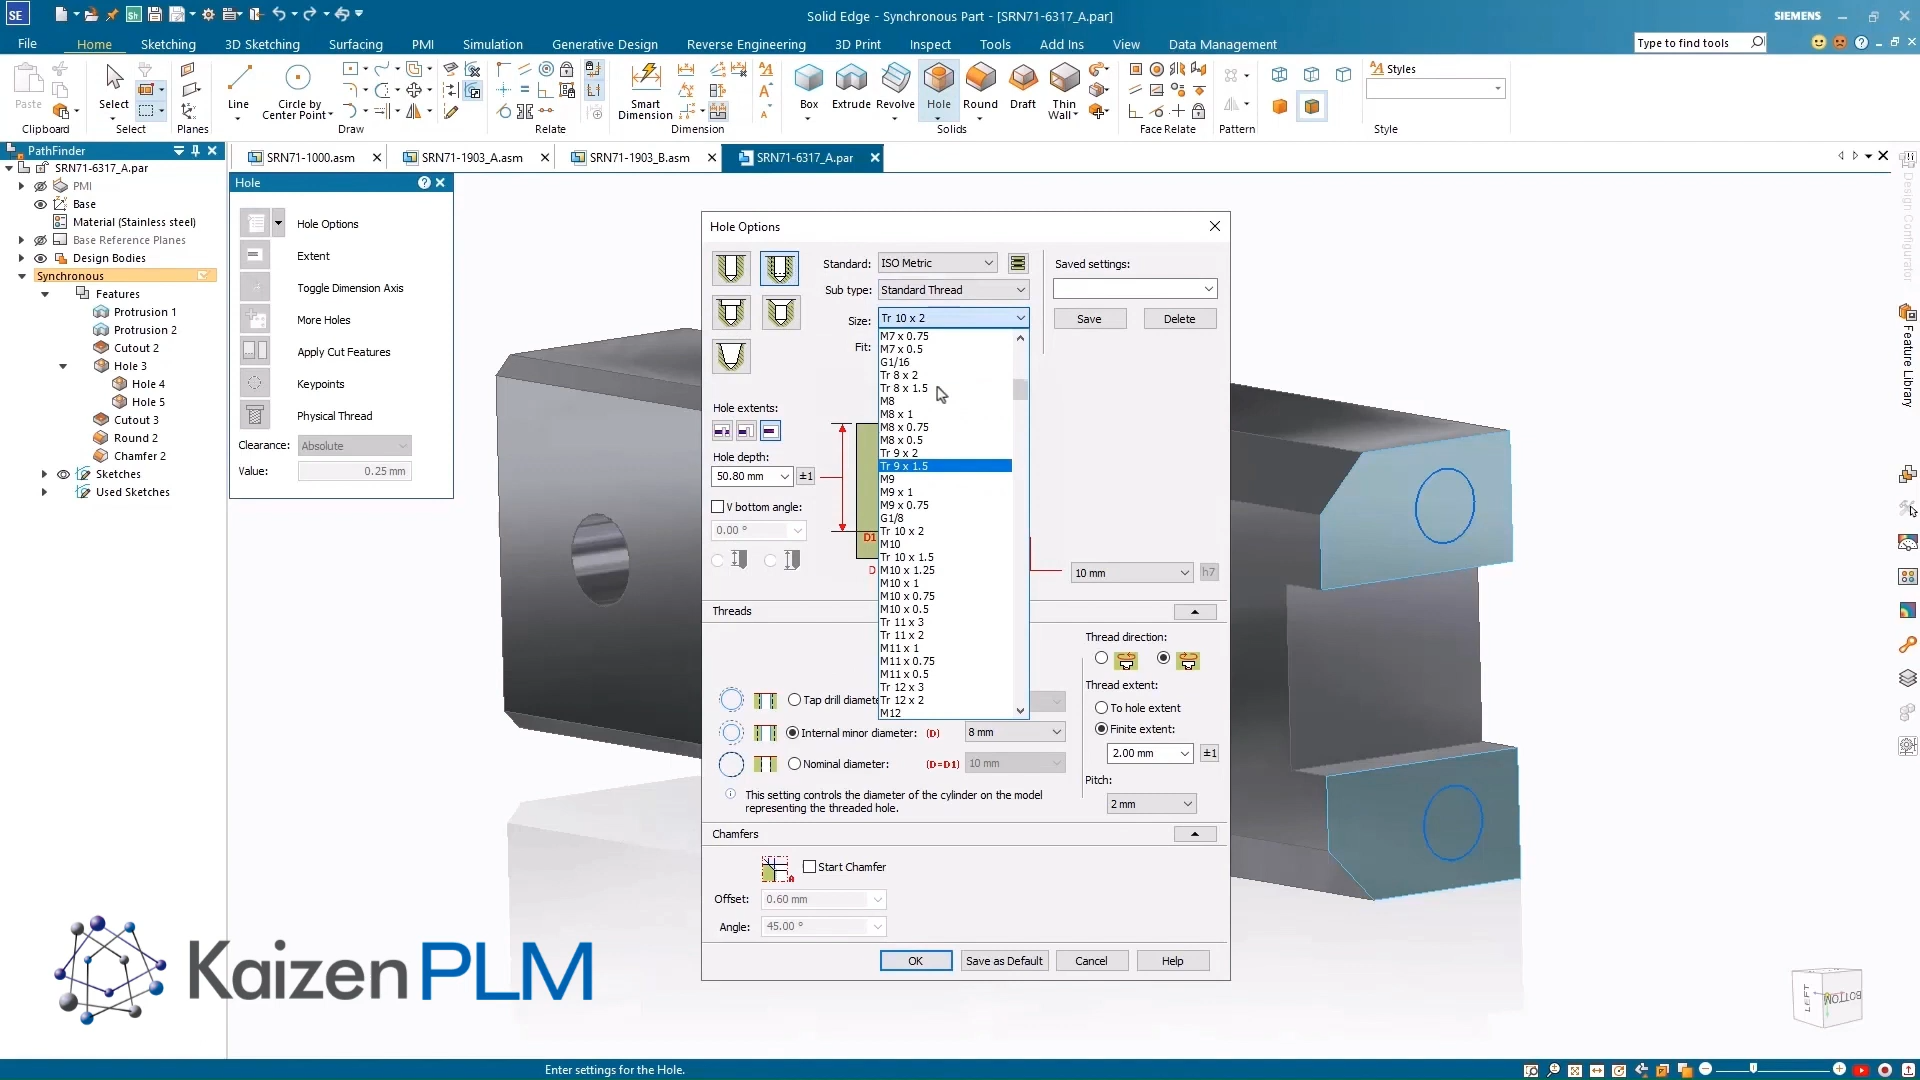 SE
Sh
Solid Edge - Synchronous Part - [SRN71-6317_A.par]
SIEMENS
File
Home
Sketching
3D Sketching
Surfacing
PMI
Simulation
Generative Design
Reverse Engineering
3D Print
Inspect
Tools
Add Ins
View
Data Management
Type to find tools
Paste
Clipboard
Select
Select
Planes
Line
Circle by
Center Point
Draw
Relate
Smart
Dimension
Dimension
Box
Extrude
Revolve
Hole
Round
Draft
Thin
Wall
Solids
Face Relate
Pattern
Styles
Style
PathFinder
SRN71-6317_A.par
PMI
Base
Material (Stainless steel)
Base Reference Planes
Design Bodies
Synchronous
Features
Protrusion 1
Protrusion 2
Cutout 2
Hole 3
Hole 4
Hole 5
Cutout 3
Round 2
Chamfer 2
Sketches
Used Sketches
SRN71-1000.asm
SRN71-1903_A.asm
SRN71-1903_B.asm
SRN71-6317_A.par
Hole
Hole Options
Extent
Toggle Dimension Axis
More Holes
Apply Cut Features
Keypoints
Physical Thread
Clearance: Absolute
Value: 0.25 mm
Hole Options
Standard: ISO Metric
Sub type: Standard Thread
Size: Tr 10 x 2
Fit:
Saved settings:
Save
Delete
M7 x 0.75
M7 x 0.5
G1/16
Tr 8 x 2
Tr 8 x 1.5
M8
M8 x 1
M8 x 0.75
M8 x 0.5
Tr 9 x 2
Tr 9 x 1.5
M9
M9 x 1
M9 x 0.75
G1/8
Tr 10 x 2
M10
Tr 10 x 1.5
M10 x 1.25
M10 x 1
M10 x 0.75
M10 x 0.5
Tr 11 x 3
Tr 11 x 2
M11 x 1
M11 x 0.75
M11 x 0.5
Tr 12 x 3
Tr 12 x 2
M12
Hole extents:
Hole depth:
50.80 mm
±1
V bottom angle:
0.00 °
D1
D
10 mm
h7
Threads
Tap drill diamete
Internal minor diameter: (D) 8 mm
Nominal diameter: (D=D1) 10 mm
This setting controls the diameter of the cylinder on the model
representing the threaded hole.
Thread direction:
Thread extent:
To hole extent
Finite extent:
2.00 mm
±1
Pitch:
2 mm
Chamfers
Start Chamfer
Offset: 0.60 mm
Angle: 45.00 °
OK
Save as Default
Cancel
Help
Design Configurator
Feature Library
KaizenPLM
LEFT
BOTTOM
Enter settings for the Hole.